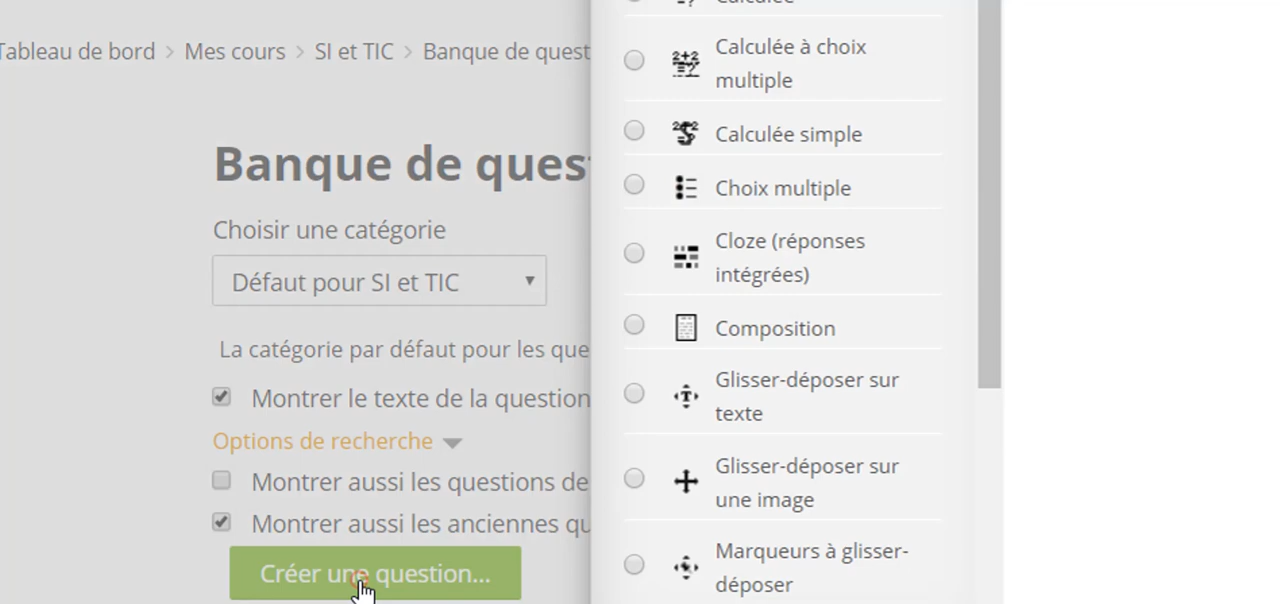 Tableau de bord > Mes cours > SI et TIC > Banque de quest
Banque de ques
Choisir une catégorie
Défaut pour SI et TIC
La catégorie par défaut pour les que
Montrer le texte de la question
Options de recherche
Montrer aussi les questions de
Montrer aussi les anciennes qu
Créer une question...
Calculée à choix
multiple
Calculée simple
Choix multiple
Cloze (réponses
intégrées)
Composition
Glisser-déposer sur
texte
Glisser-déposer sur
une image
Marqueurs à glisser-
déposer